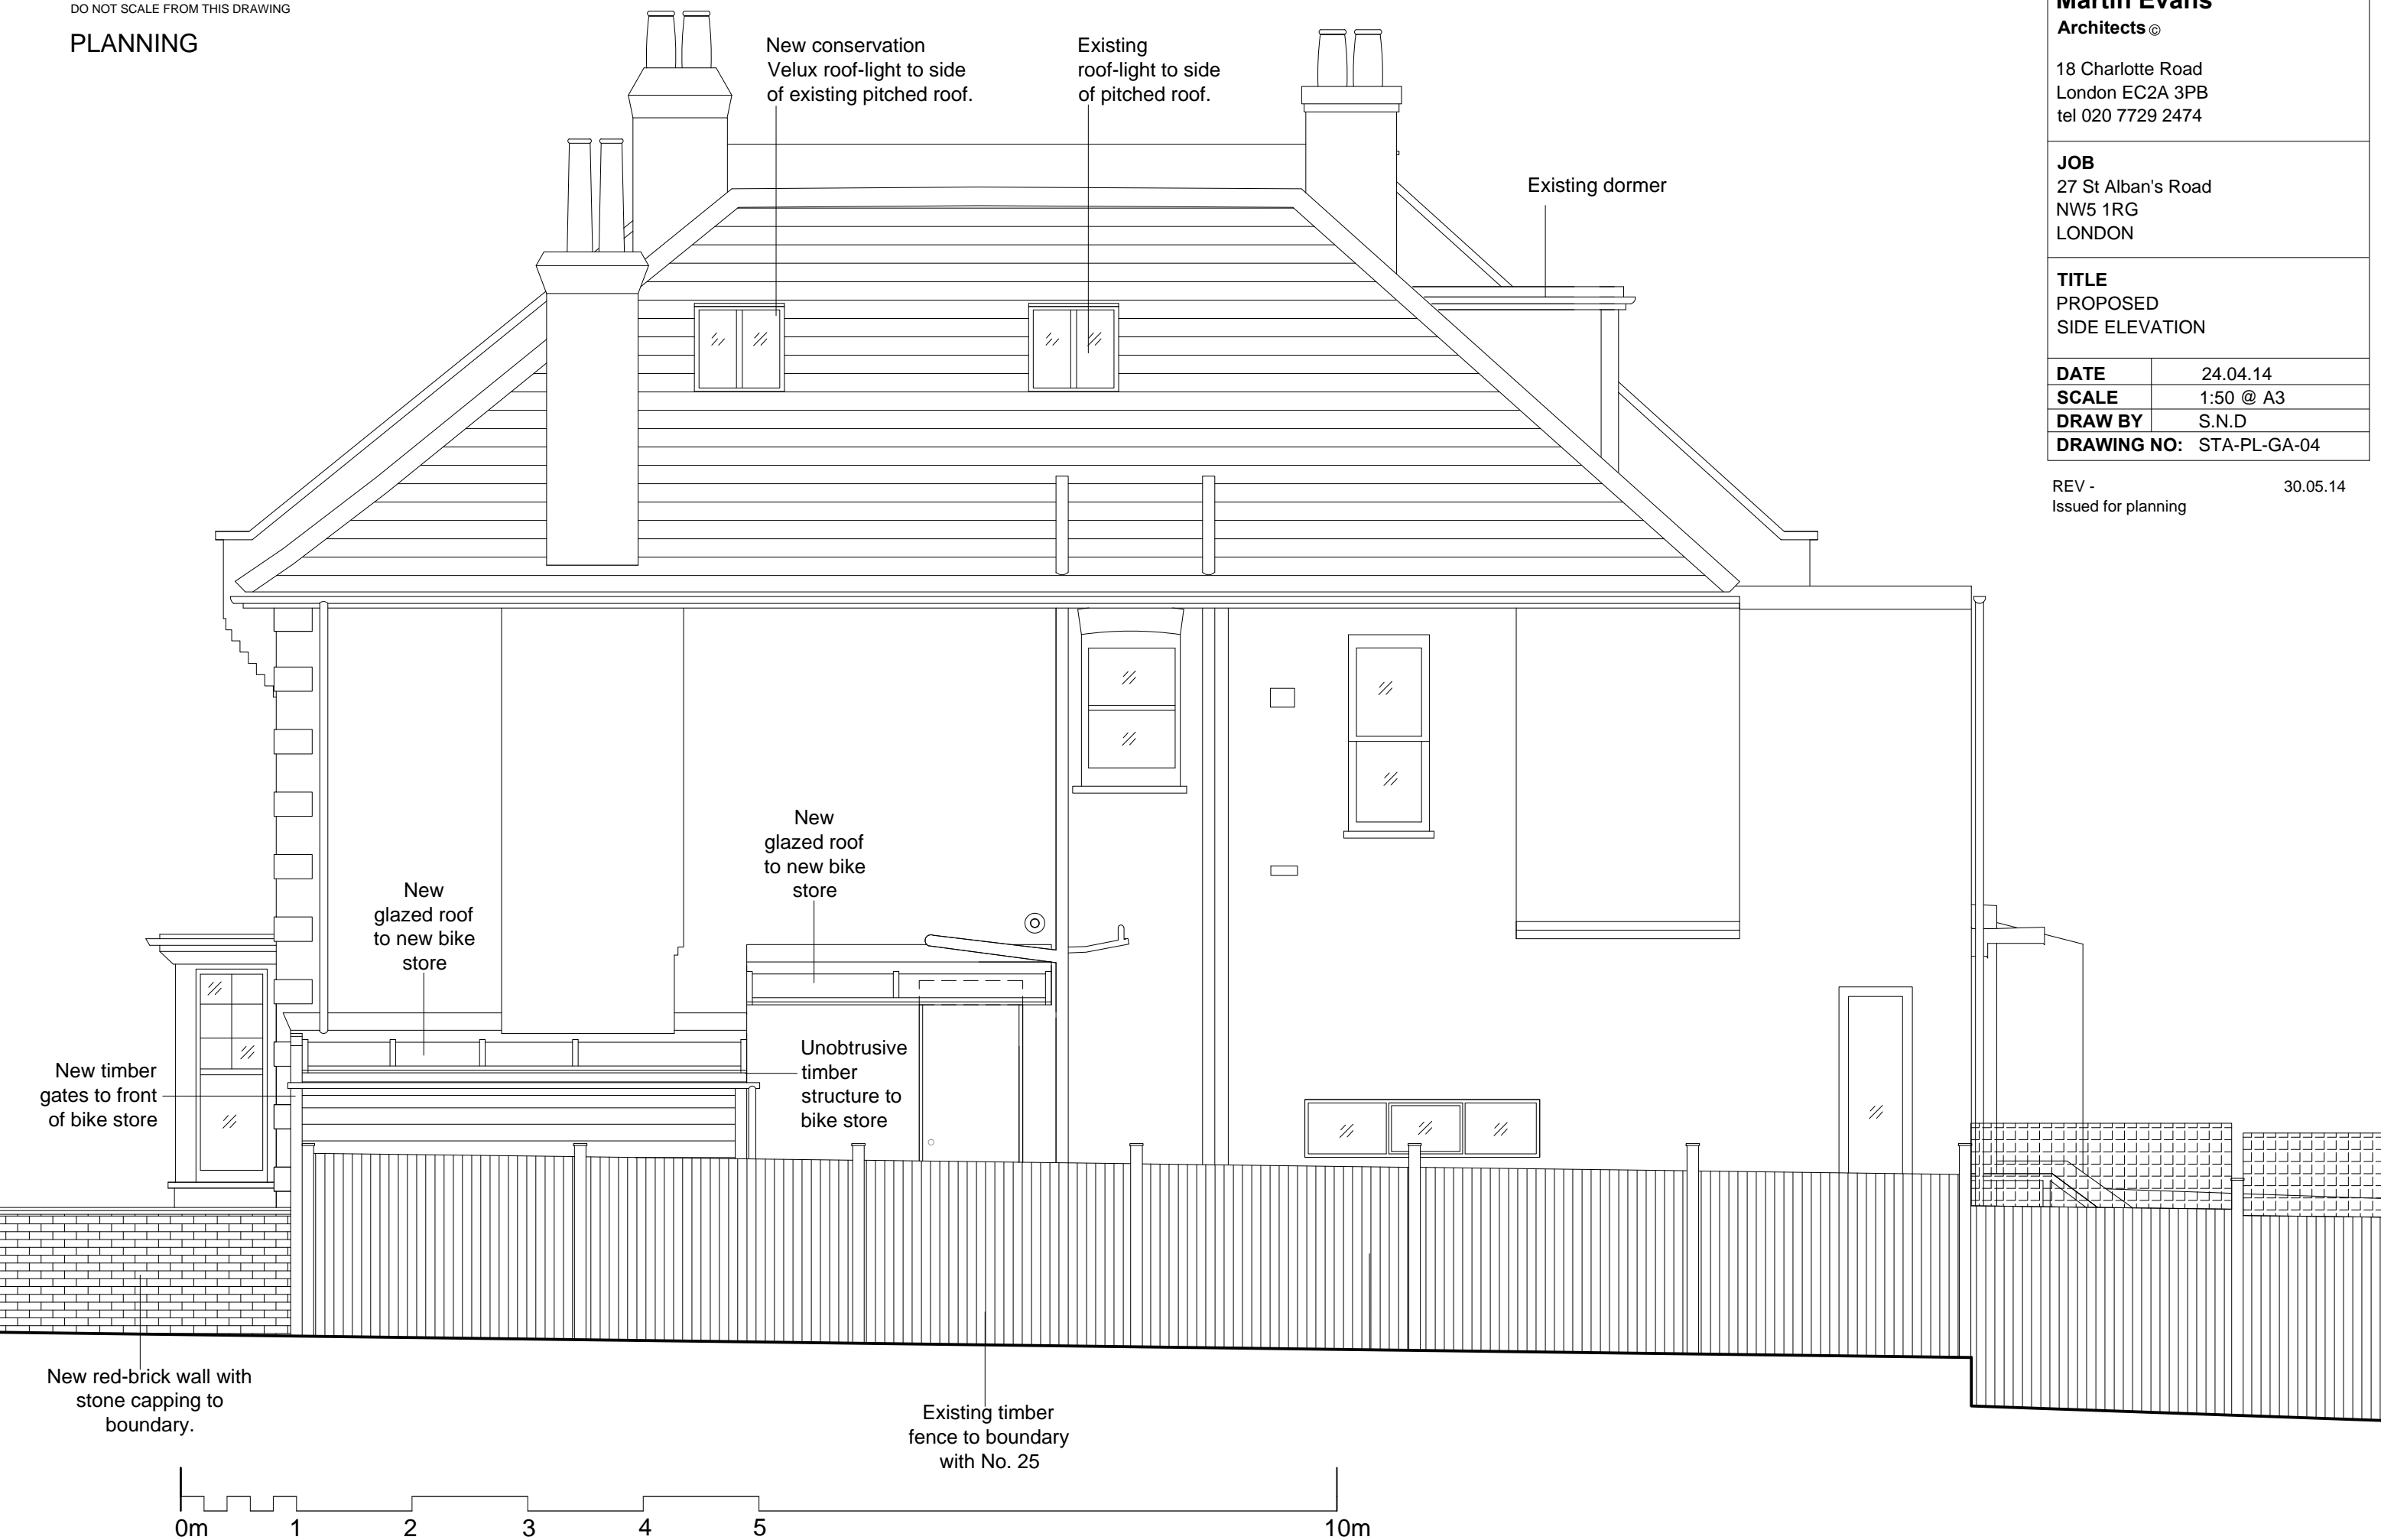 DO NOT SCALE FROM THIS DRAWING
PLANNING
New conservation
Velux roof-light to side
of existing pitched roof.
Existing
roof-light to side
of pitched roof.
Existing dormer
Martin Evans
Architects ©
18 Charlotte Road
London EC2A 3PB
tel 020 7729 2474
JOB
27 St Alban's Road
NW5 1RG
LONDON
TITLE
PROPOSED
SIDE ELEVATION
DATE 24.04.14
SCALE 1:50 @ A3
DRAW BY S.N.D
DRAWING NO: STA-PL-GA-04
REV - 30.05.14
Issued for planning
New
glazed roof
to new bike
store
New
glazed roof
to new bike
store
New timber
gates to front
of bike store
Unobtrusive
timber
structure to
bike store
New red-brick wall with
stone capping to
boundary.
Existing timber
fence to boundary
with No. 25
0m 1 2 3 4 5 10m